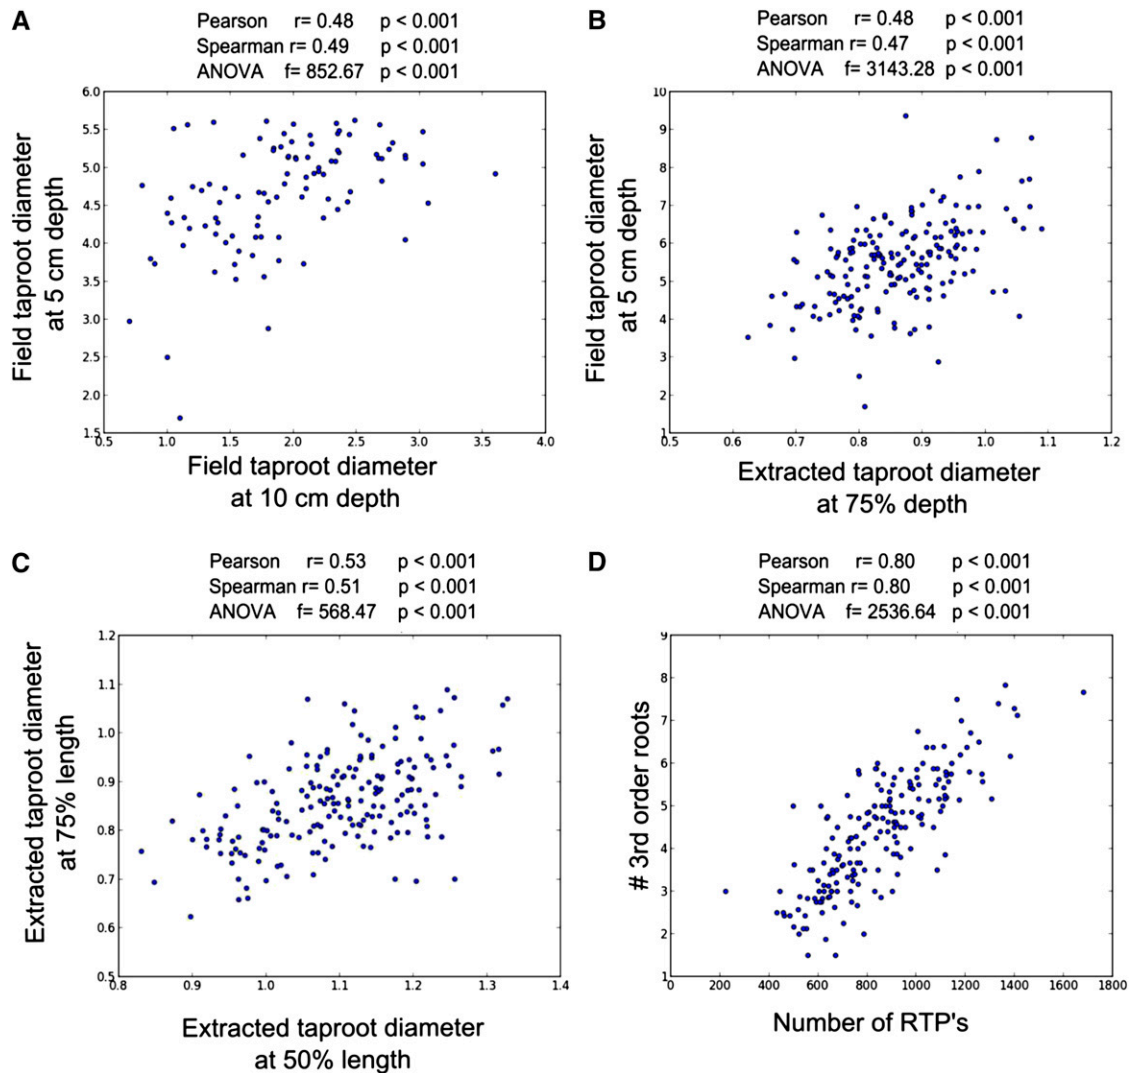 A
Pearson r= 0.48 p < 0.001
Spearman r= 0.49 p < 0.001
ANOVA f= 852.67 p < 0.001
6.0
5.5
5.0
4.5
4.0
3.5
3.0
2.5
2.0
1.5
0.5 1.0 1.5 2.0 2.5 3.0 3.5 4.0
Field taproot diameter
at 5 cm depth
Field taproot diameter
at 10 cm depth
B
Pearson r= 0.48 p < 0.001
Spearman r= 0.47 p < 0.001
ANOVA f= 3143.28 p < 0.001
10
9
8
7
6
5
4
3
2
1
0.5 0.6 0.7 0.8 0.9 1.0 1.1 1.2
Field taproot diameter
at 5 cm depth
Extracted taproot diameter
at 75% depth
C
Pearson r= 0.53 p < 0.001
Spearman r= 0.51 p < 0.001
ANOVA f= 568.47 p < 0.001
1.2
1.1
1.0
0.9
0.8
0.7
0.6
0.5
0.8 0.9 1.0 1.1 1.2 1.3 1.4
Extracted taproot diameter
at 75% length
Extracted taproot diameter
at 50% length
D
Pearson r= 0.80 p < 0.001
Spearman r= 0.80 p < 0.001
ANOVA f= 2536.64 p < 0.001
9
8
7
6
5
4
3
2
1
0 200 400 600 800 1000 1200 1400 1600 1800
# 3rd order roots
Number of RTP's